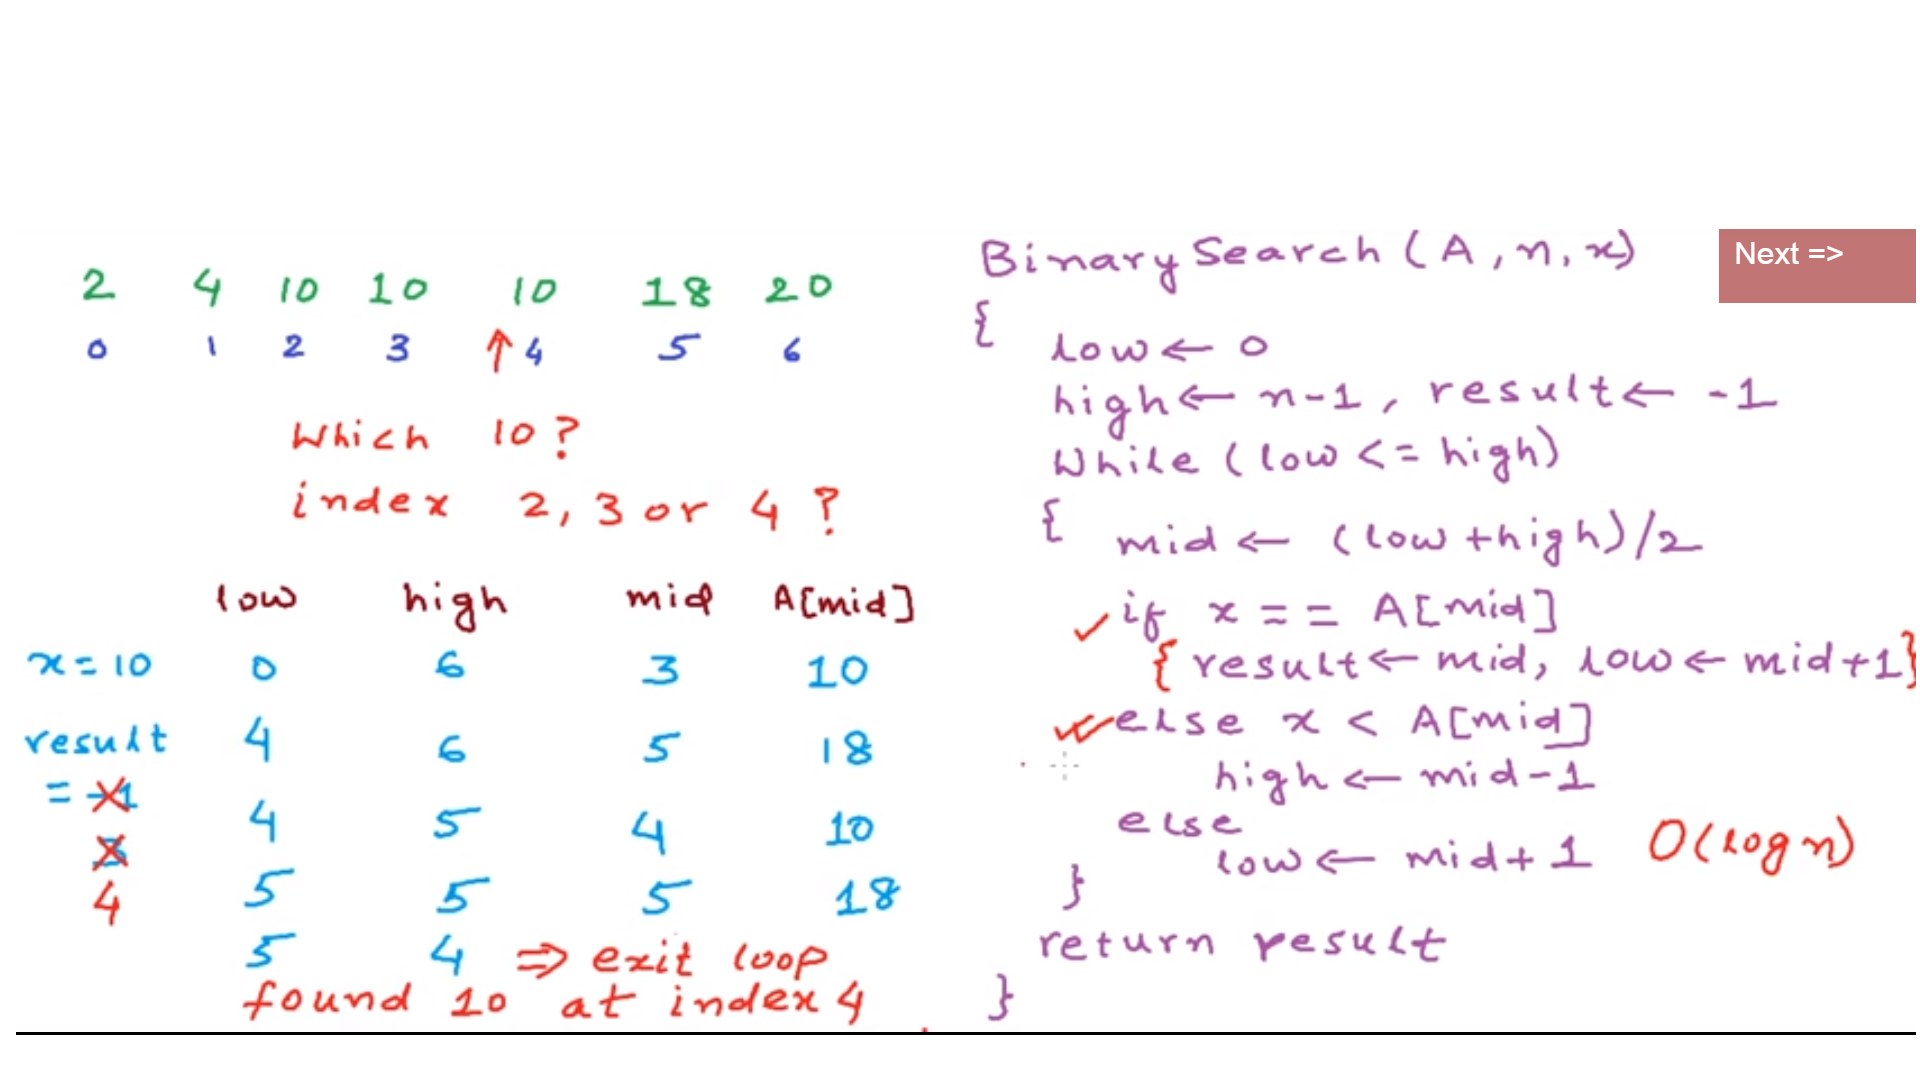 2 4 10 10 10 18 20
0 1 2 3 ↑ 4 5 6
Which 10 ?
index 2, 3 or 4 ?
low high mid A[mid]
x = 10 0 6 3 10
result 4 6 5 18
= -1
4 5 4 10
3
4 5 5 5 18
5 4 ⇒ exit loop
found 10 at index 4
Binary Search ( A , n , x )
{
low ← 0
high ← n-1 , result ← -1
While ( low <= high )
{ mid ← ( low + high ) / 2
✓ if x == A[mid]
{ result ← mid, low ← mid+1 }
✓ else x < A[mid]
high ← mid-1
else
low ← mid+1 O(log n)
}
return result
}
Next =>